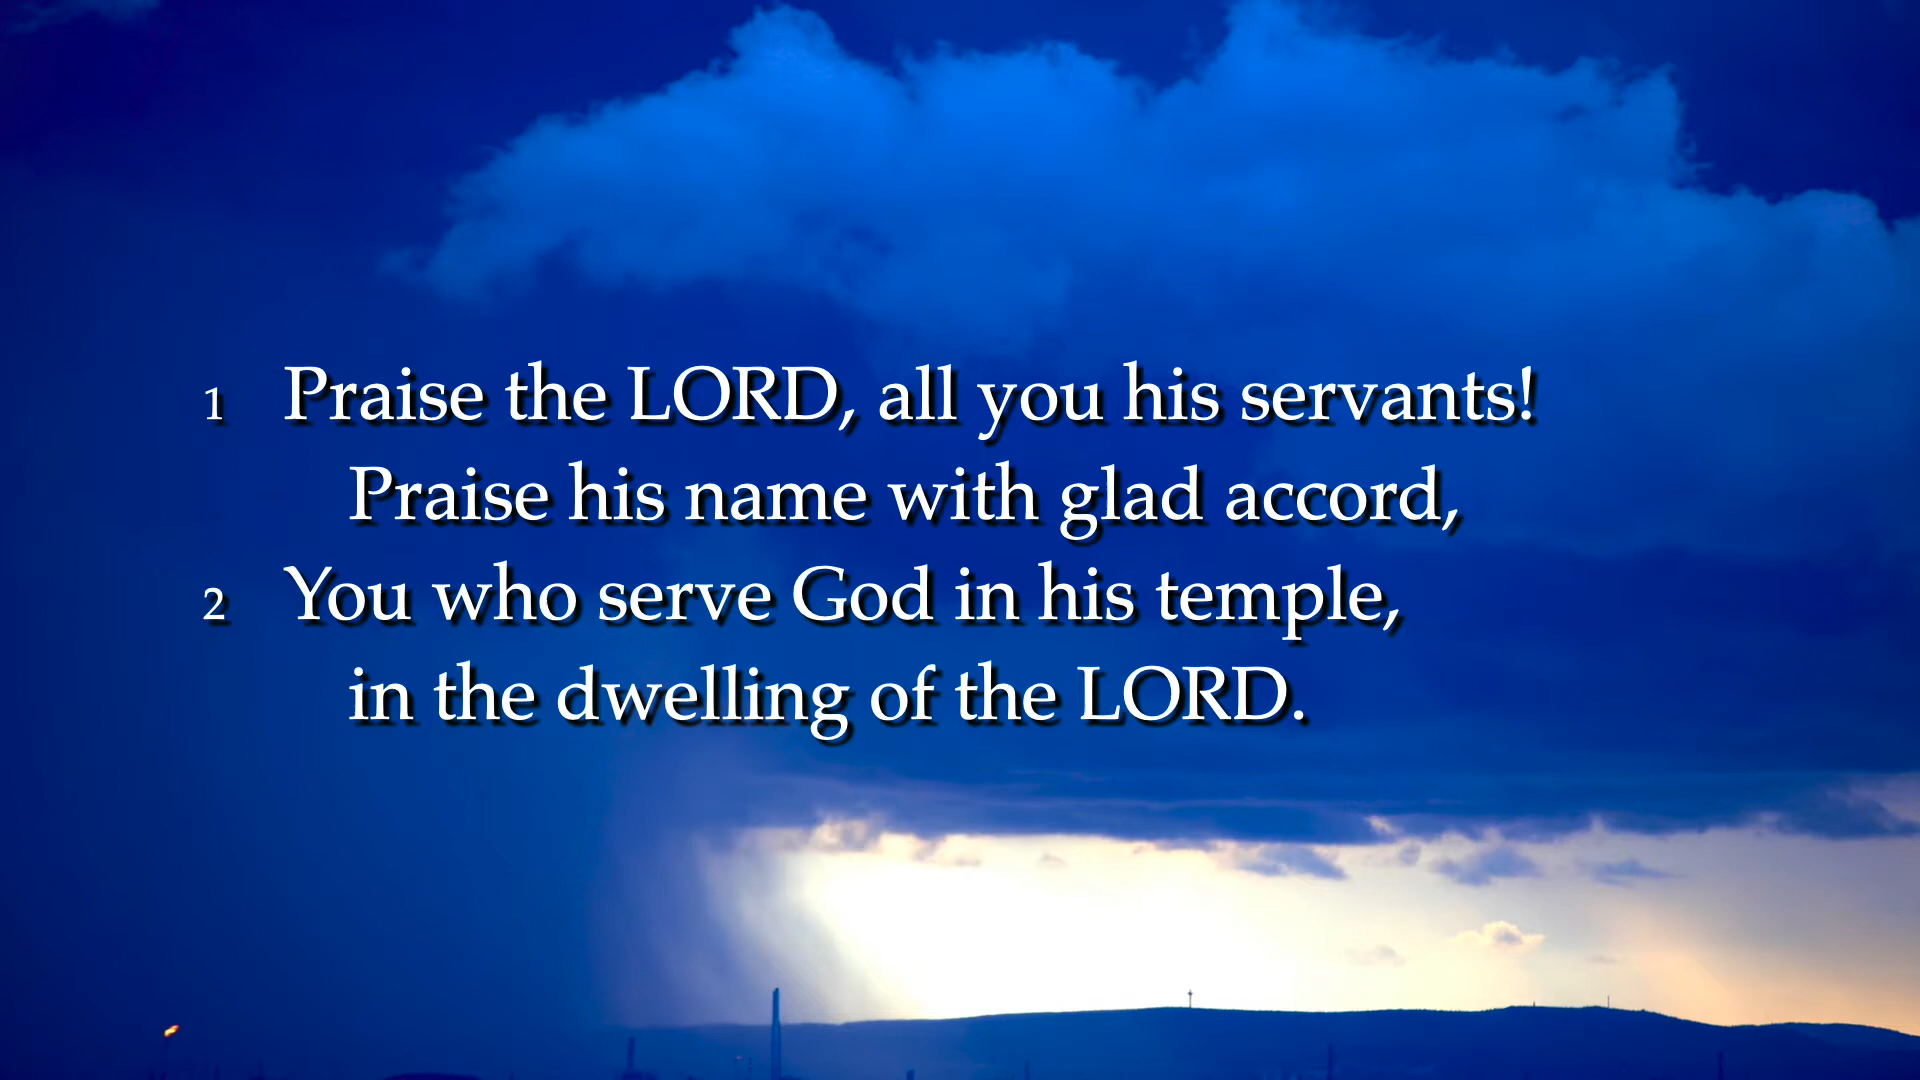 1 Praise the LORD, all you his servants!
Praise his name with glad accord,
2 You who serve God in his temple,
in the dwelling of the LORD.